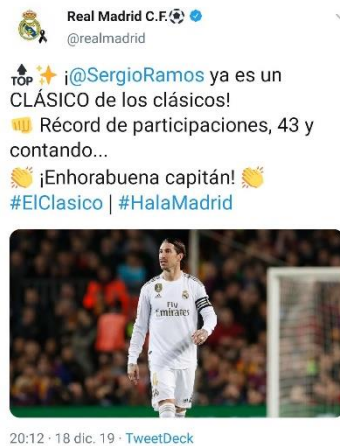 Real Madrid C.F.⚽
@realmadrid
🔝✨ ¡@SergioRamos ya es un
CLÁSICO de los clásicos!
👊 Récord de participaciones, 43 y
contando...
👏 ¡Enhorabuena capitán! 👏
#ElClasico | #HalaMadrid
Fly
Emirates
20:12 · 18 dic. 19 · TweetDeck